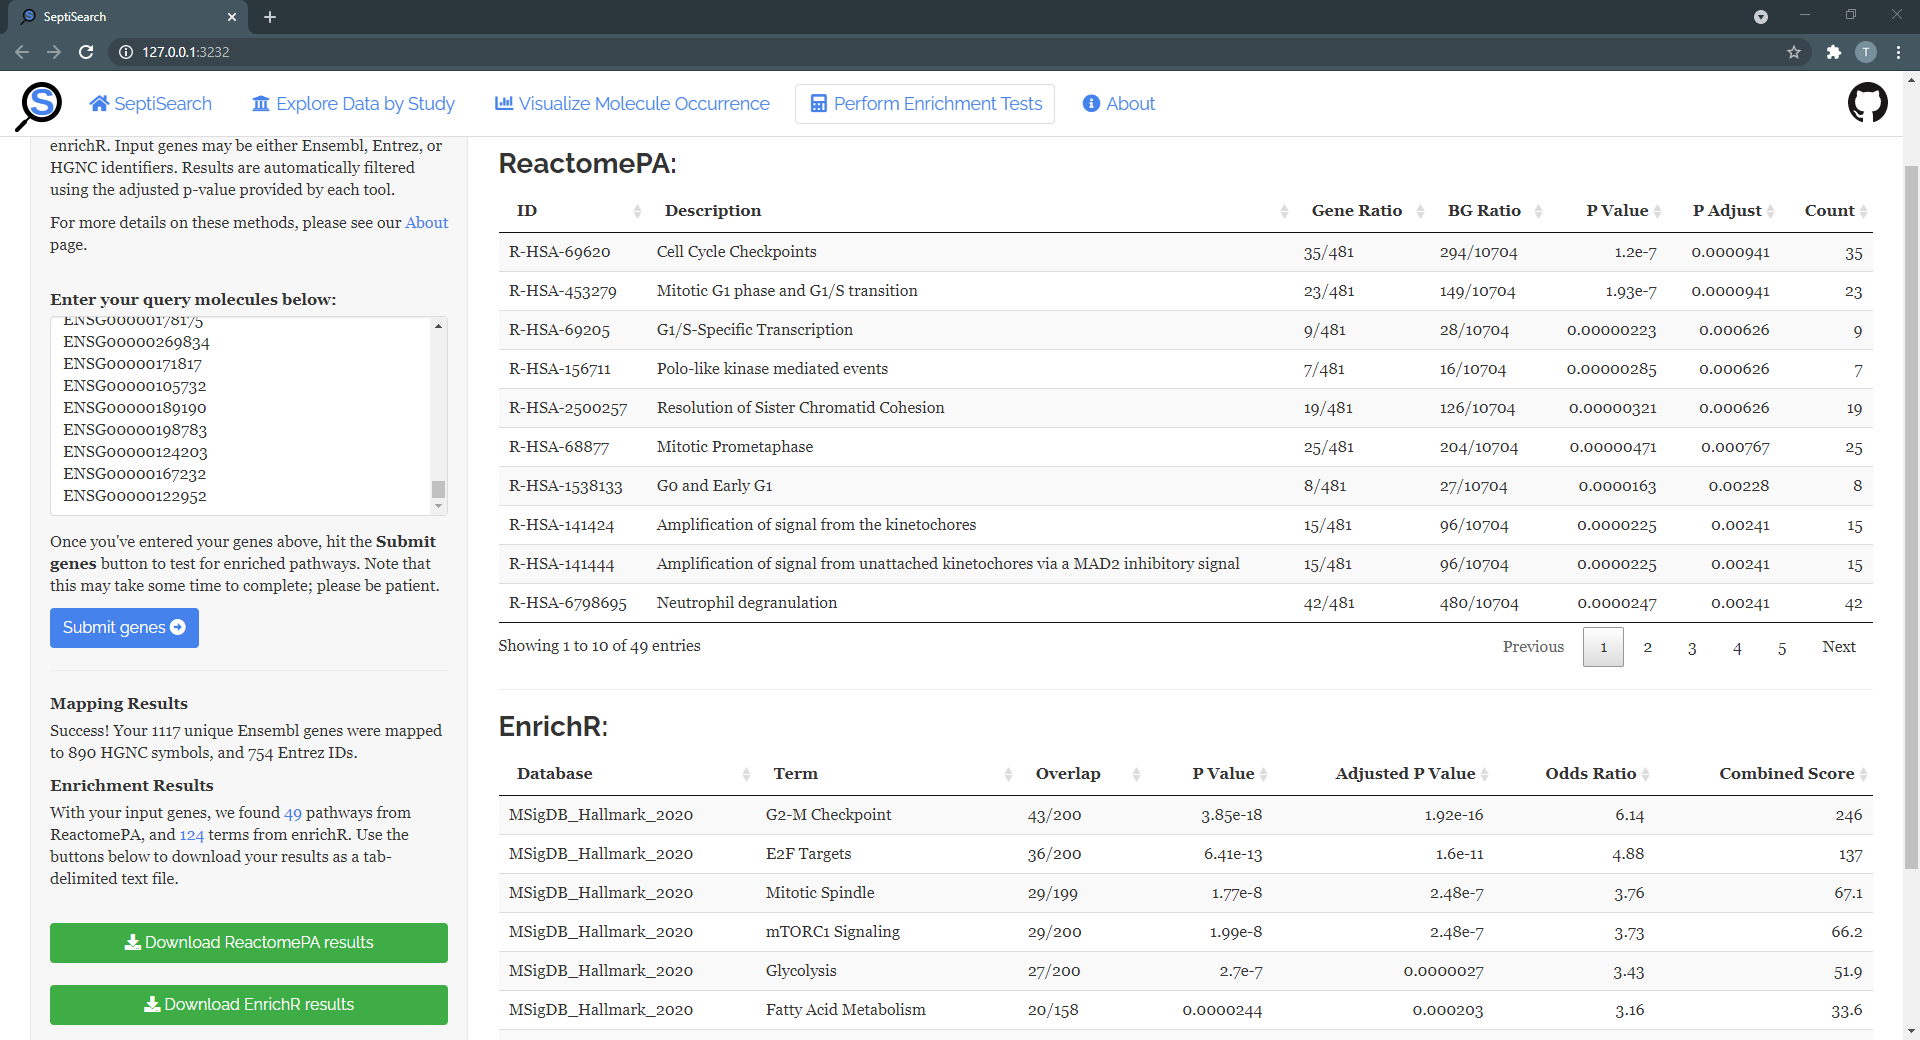 SeptiSearch
127.0.0.1:3232
T
S
SeptiSearch
Explore Data by Study
Visualize Molecule Occurrence
Perform Enrichment Tests
About
enrichR. Input genes may be either Ensembl, Entrez, or
HGNC identifiers. Results are automatically filtered
using the adjusted p-value provided by each tool.
For more details on these methods, please see our About
page.
Enter your query molecules below:
ENSG00000178175
ENSG00000269834
ENSG00000171817
ENSG00000105732
ENSG00000189190
ENSG00000198783
ENSG00000124203
ENSG00000167232
ENSG00000122952
Once you've entered your genes above, hit the Submit
genes button to test for enriched pathways. Note that
this may take some time to complete; please be patient.
Submit genes
Mapping Results
Success! Your 1117 unique Ensembl genes were mapped
to 890 HGNC symbols, and 754 Entrez IDs.
Enrichment Results
With your input genes, we found 49 pathways from
ReactomePA, and 124 terms from enrichR. Use the
buttons below to download your results as a tab-
delimited text file.
Download ReactomePA results
Download EnrichR results
ReactomePA:
ID Description Gene Ratio BG Ratio P Value P Adjust Count
R-HSA-69620 Cell Cycle Checkpoints 35/481 294/10704 1.2e-7 0.0000941 35
R-HSA-453279 Mitotic G1 phase and G1/S transition 23/481 149/10704 1.93e-7 0.0000941 23
R-HSA-69205 G1/S-Specific Transcription 9/481 28/10704 0.00000223 0.000626 9
R-HSA-156711 Polo-like kinase mediated events 7/481 16/10704 0.00000285 0.000626 7
R-HSA-2500257 Resolution of Sister Chromatid Cohesion 19/481 126/10704 0.00000321 0.000626 19
R-HSA-68877 Mitotic Prometaphase 25/481 204/10704 0.00000471 0.000767 25
R-HSA-1538133 G0 and Early G1 8/481 27/10704 0.0000163 0.00228 8
R-HSA-141424 Amplification of signal from the kinetochores 15/481 96/10704 0.0000225 0.00241 15
R-HSA-141444 Amplification of signal from unattached kinetochores via a MAD2 inhibitory signal 15/481 96/10704 0.0000225 0.00241 15
R-HSA-6798695 Neutrophil degranulation 42/481 480/10704 0.0000247 0.00241 42
Showing 1 to 10 of 49 entries
Previous 1 2 3 4 5 Next
EnrichR:
Database Term Overlap P Value Adjusted P Value Odds Ratio Combined Score
MSigDB_Hallmark_2020 G2-M Checkpoint 43/200 3.85e-18 1.92e-16 6.14 246
MSigDB_Hallmark_2020 E2F Targets 36/200 6.41e-13 1.6e-11 4.88 137
MSigDB_Hallmark_2020 Mitotic Spindle 29/199 1.77e-8 2.48e-7 3.76 67.1
MSigDB_Hallmark_2020 mTORC1 Signaling 29/200 1.99e-8 2.48e-7 3.73 66.2
MSigDB_Hallmark_2020 Glycolysis 27/200 2.7e-7 0.0000027 3.43 51.9
MSigDB_Hallmark_2020 Fatty Acid Metabolism 20/158 0.0000244 0.000203 3.16 33.6